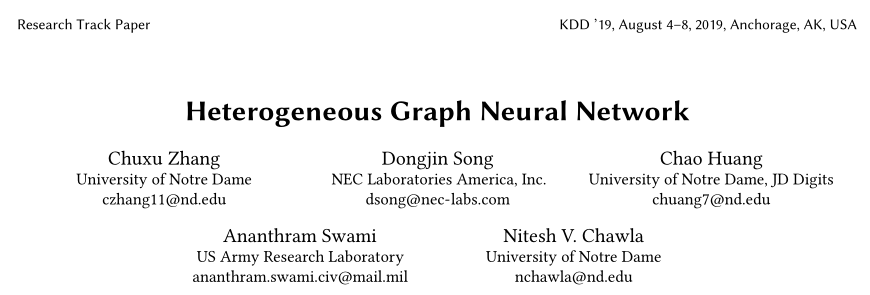 Research Track Paper
KDD ’19, August 4–8, 2019, Anchorage, AK, USA
Heterogeneous Graph Neural Network
Chuxu Zhang
University of Notre Dame
czhang11@nd.edu
Dongjin Song
NEC Laboratories America, Inc.
dsong@nec-labs.com
Chao Huang
University of Notre Dame, JD Digits
chuang7@nd.edu
Ananthram Swami
US Army Research Laboratory
ananthram.swami.civ@mail.mil
Nitesh V. Chawla
University of Notre Dame
nchawla@nd.edu